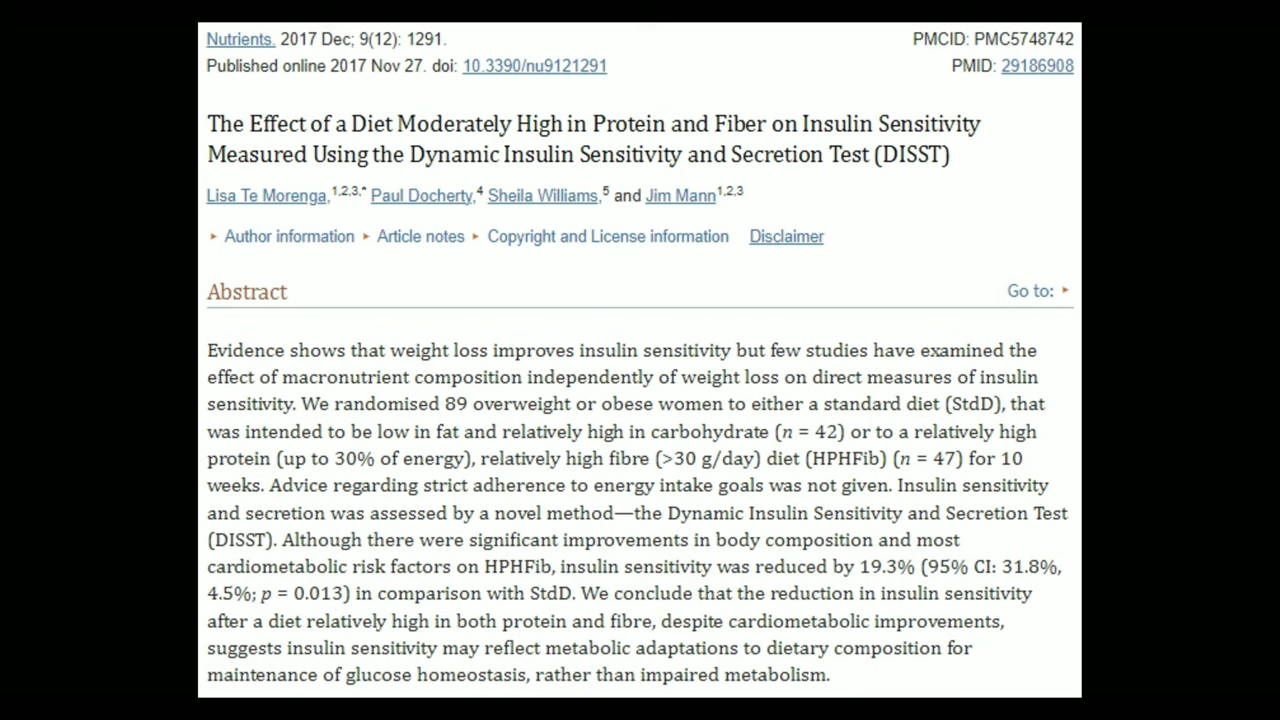 Nutrients. 2017 Dec; 9(12): 1291. PMCID: PMC5748742
Published online 2017 Nov 27. doi: 10.3390/nu9121291 PMID: 29186908
The Effect of a Diet Moderately High in Protein and Fiber on Insulin Sensitivity
Measured Using the Dynamic Insulin Sensitivity and Secretion Test (DISST)
Lisa Te Morenga,1,2,3,* Paul Docherty,4 Sheila Williams,5 and Jim Mann1,2,3
▸ Author information ▸ Article notes ▸ Copyright and License information Disclaimer
Abstract Go to: ▸
Evidence shows that weight loss improves insulin sensitivity but few studies have examined the
effect of macronutrient composition independently of weight loss on direct measures of insulin
sensitivity. We randomised 89 overweight or obese women to either a standard diet (StdD), that
was intended to be low in fat and relatively high in carbohydrate (n = 42) or to a relatively high
protein (up to 30% of energy), relatively high fibre (>30 g/day) diet (HPHFib) (n = 47) for 10
weeks. Advice regarding strict adherence to energy intake goals was not given. Insulin sensitivity
and secretion was assessed by a novel method—the Dynamic Insulin Sensitivity and Secretion Test
(DISST). Although there were significant improvements in body composition and most
cardiometabolic risk factors on HPHFib, insulin sensitivity was reduced by 19.3% (95% CI: 31.8%,
4.5%; p = 0.013) in comparison with StdD. We conclude that the reduction in insulin sensitivity
after a diet relatively high in both protein and fibre, despite cardiometabolic improvements,
suggests insulin sensitivity may reflect metabolic adaptations to dietary composition for
maintenance of glucose homeostasis, rather than impaired metabolism.